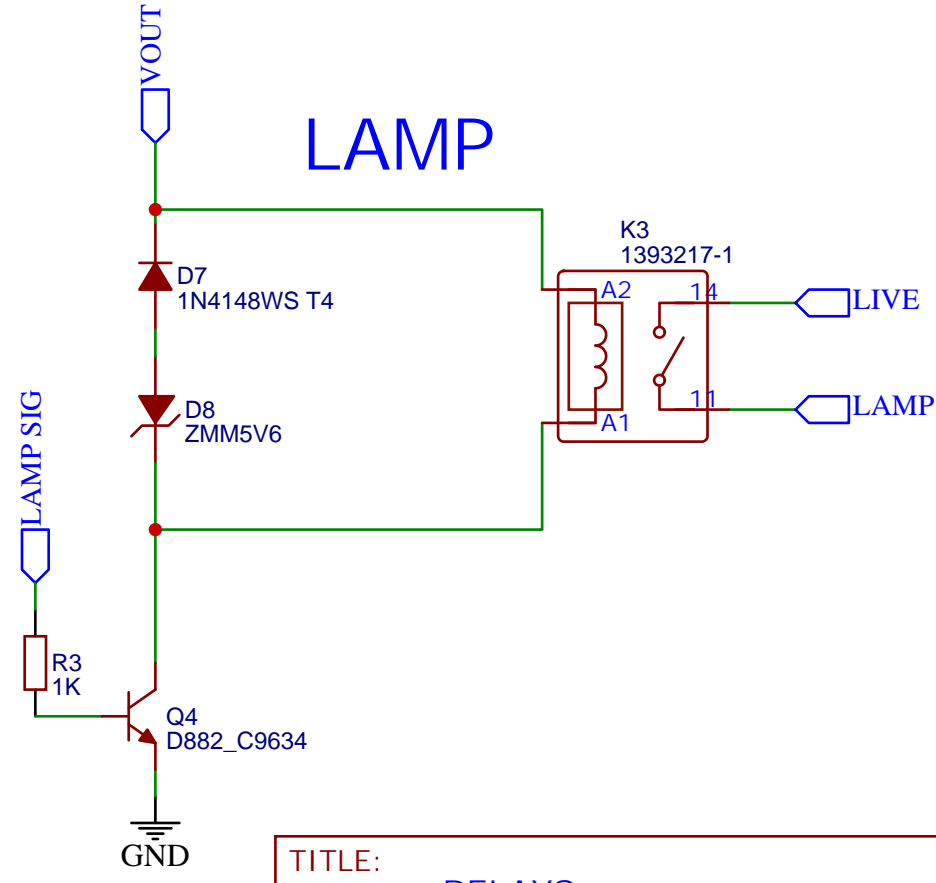 VOUT
LAMP
K3
1393217-1
D7
1N4148WS T4
A2
14
LIVE
D8
ZMM5V6
A1
11
LAMP
LAMP SIG
R3
1K
Q4
D882_C9634
GND
TITLE: